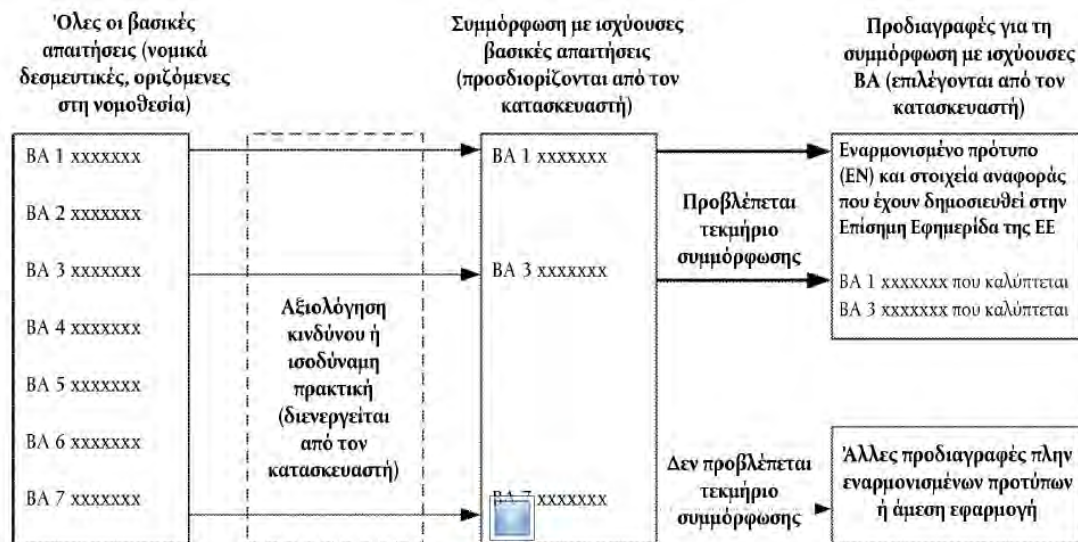 Όλες οι βασικές
απαιτήσεις (νομικά
δεσμευτικές, οριζόμενες
στη νομοθεσία)
ΒΑ 1 xxxxxxx
ΒΑ 2 xxxxxxx
ΒΑ 3 xxxxxxx
ΒΑ 4 xxxxxxx
ΒΑ 5 xxxxxxx
ΒΑ 6 xxxxxxx
ΒΑ 7 xxxxxxx
Αξιολόγηση
κινδύνου ή
ισοδύναμη
πρακτική
(διενεργείται
από τον
κατασκευαστή)
Συμμόρφωση με ισχύουσες
βασικές απαιτήσεις
(προσδιορίζονται από τον
κατασκευαστή)
ΒΑ 1 xxxxxxx
ΒΑ 3 xxxxxxx
ΒΑ 7 xxxxxxx
Προβλέπεται
τεκμήριο
συμμόρφωσης
Δεν προβλέπεται
τεκμήριο
συμμόρφωσης
Προδιαγραφές για τη
συμμόρφωση με ισχύουσες
ΒΑ (επιλέγονται από τον
κατασκευαστή)
Εναρμονισμένο πρότυπο
(ΕΝ) και στοιχεία αναφοράς
που έχουν δημοσιευθεί στην
Επίσημη Εφημερίδα της ΕΕ
ΒΑ 1 xxxxxxx που καλύπτεται
ΒΑ 3 xxxxxxx που καλύπτεται
Άλλες προδιαγραφές πλην
εναρμονισμένων προτύπων
ή άμεση εφαρμογή